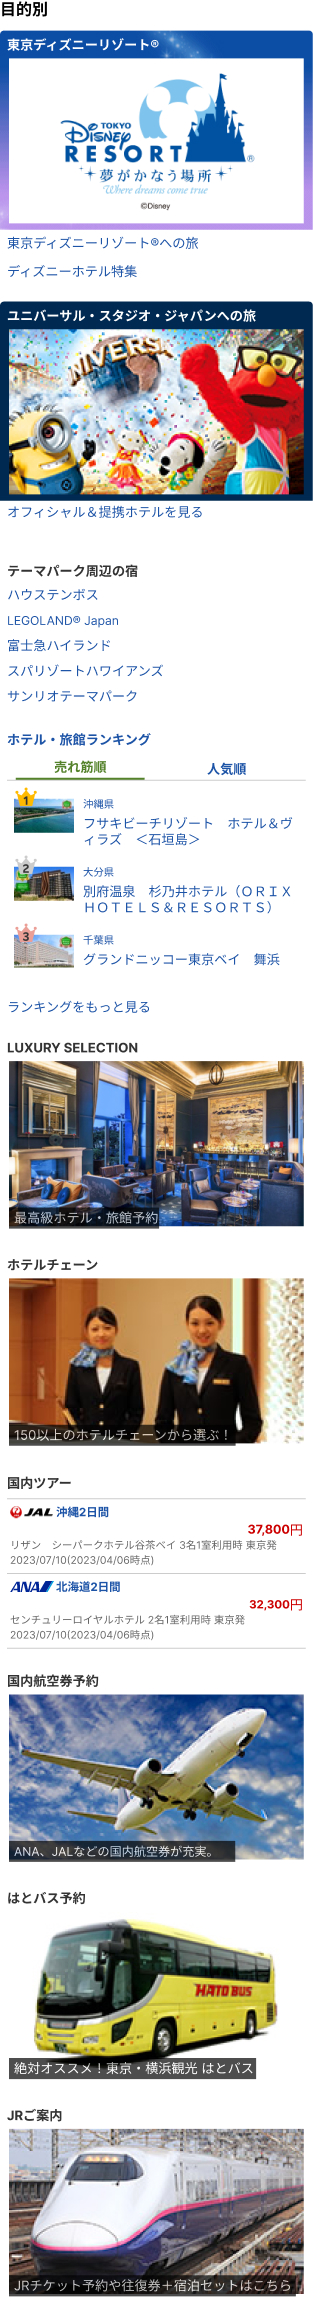 目的別
東京ディズニーリゾート®
TOKYO
Disney
RESORT®
夢がかなう場所
Where dreams come true
©Disney
東京ディズニーリゾート®への旅
ディズニーホテル特集
ユニバーサル・スタジオ・ジャパンへの旅
オフィシャル＆提携ホテルを見る
テーマパーク周辺の宿
ハウステンボス
LEGOLAND® Japan
富士急ハイランド
スパリゾートハワイアンズ
サンリオテーマパーク
ホテル・旅館ランキング
売れ筋順 人気順
1
沖縄県
フサキビーチリゾート　ホテル＆ヴ
ィラズ　＜石垣島＞
2
大分県
別府温泉　杉乃井ホテル（ＯＲＩＸ
ＨＯＴＥＬＳ＆ＲＥＳＯＲＴＳ）
3
千葉県
グランドニッコー東京ベイ　舞浜
ランキングをもっと見る
LUXURY SELECTION
最高級ホテル・旅館予約
ホテルチェーン
150以上のホテルチェーンから選ぶ！
国内ツアー
JAL 沖縄2日間
37,800円
リザン　シーパークホテル谷茶ベイ 3名1室利用時 東京発
2023/07/10(2023/04/06時点)
ANA 北海道2日間
32,300円
センチュリーロイヤルホテル 2名1室利用時 東京発
2023/07/10(2023/04/06時点)
国内航空券予約
ANA、JALなどの国内航空券が充実。
はとバス予約
HATO BUS
絶対オススメ！東京・横浜観光 はとバス
JRご案内
JRチケット予約や往復券＋宿泊セットはこちら